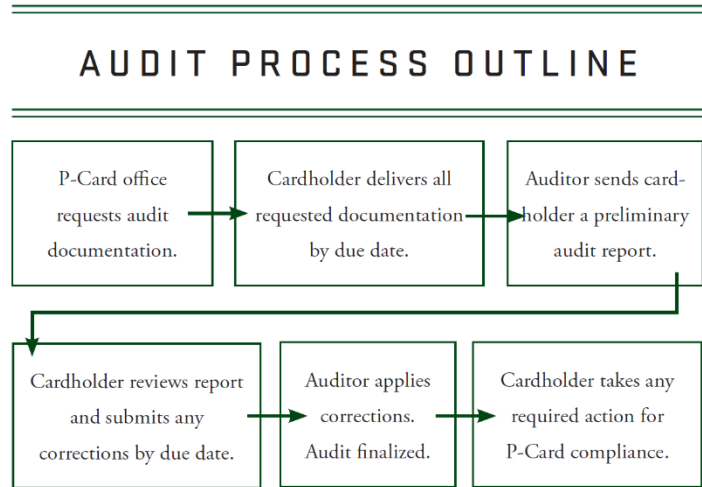 AUDIT PROCESS OUTLINE
P-Card office
requests audit
documentation.
Cardholder delivers all
requested documentation
by due date.
Auditor sends card-
holder a preliminary
audit report.
Cardholder reviews report
and submits any
corrections by due date.
Auditor applies
corrections.
Audit finalized.
Cardholder takes any
required action for
P-Card compliance.